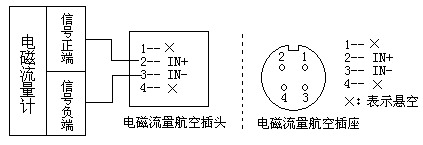 电磁流量计
信号正端
信号负端
1-- ×
2-- IN+
3-- IN-
4-- ×
电磁流量航空插头
2 1
4 3
电磁流量航空插座
1-- ×
2-- IN+
3-- IN-
4-- ×
×: 表示悬空